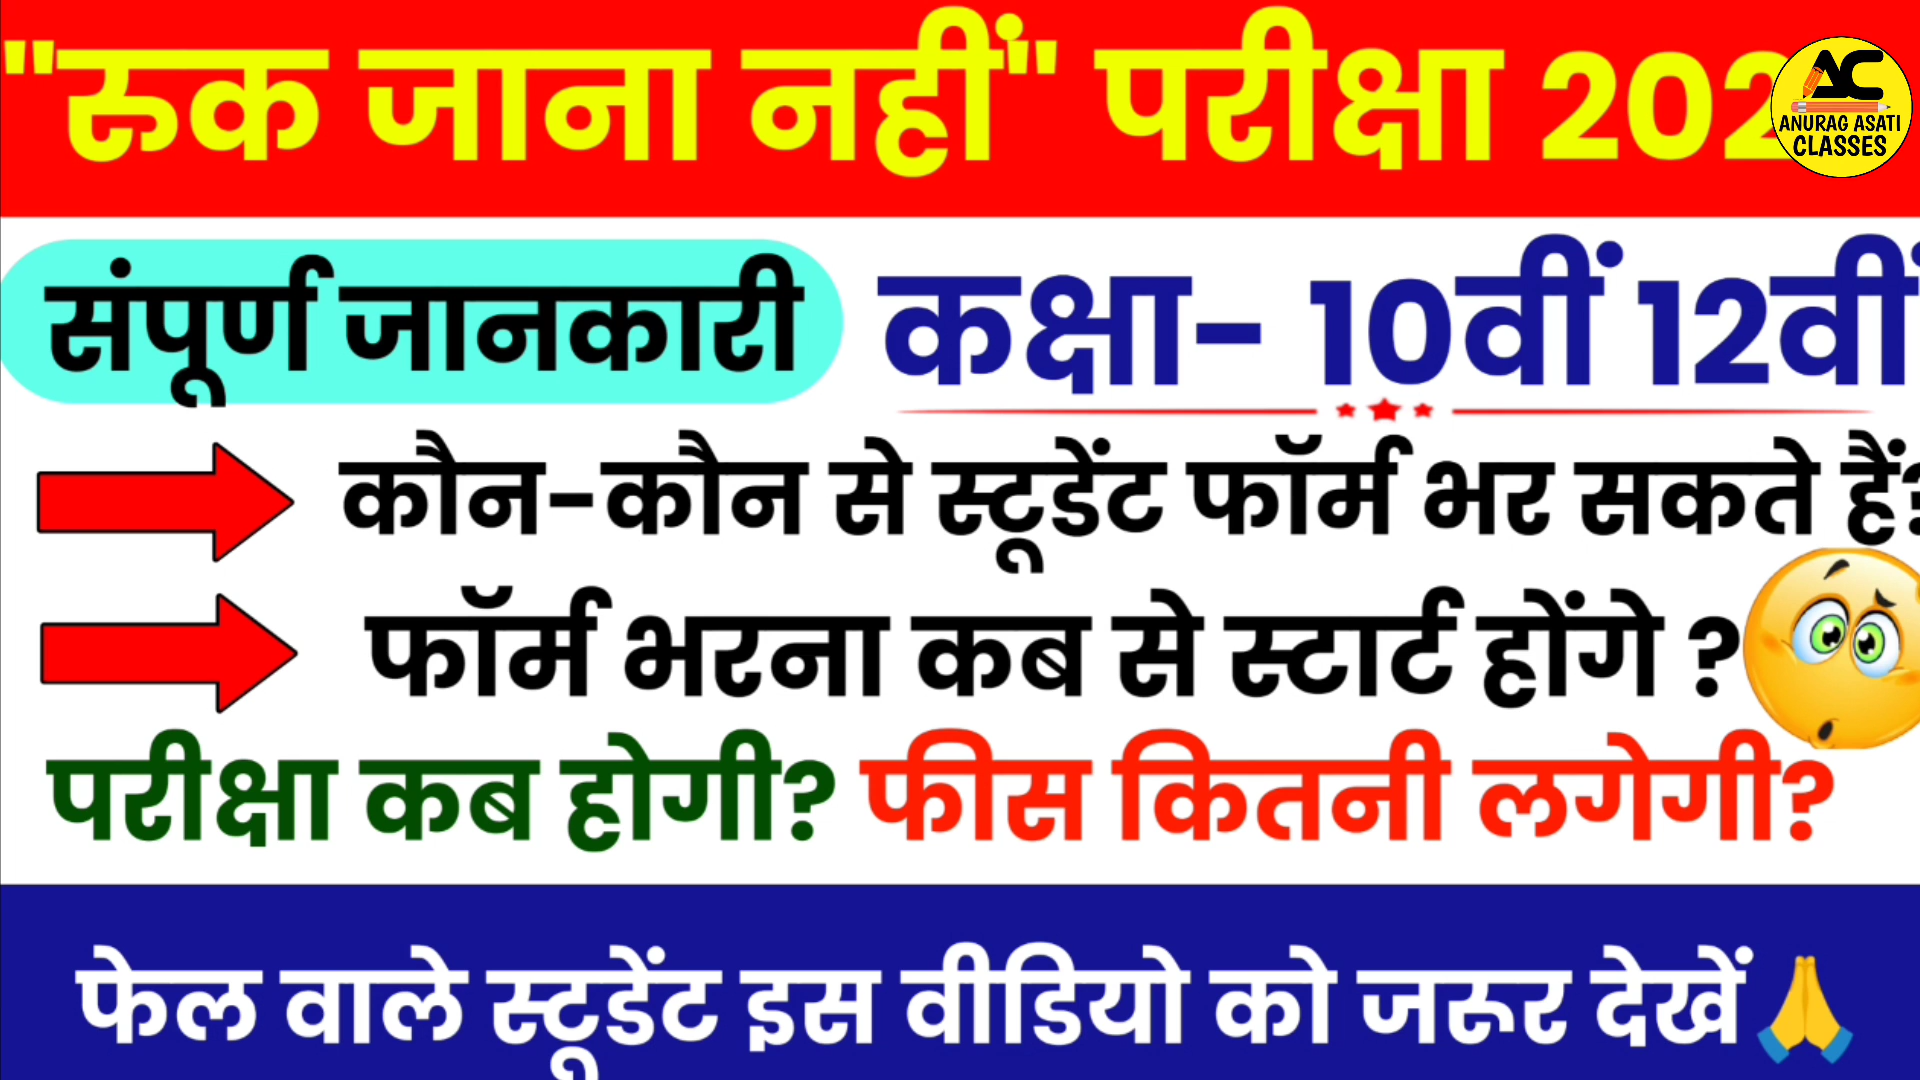 "रुक जाना नहीं" परीक्षा 202
AC
ANURAG ASATI
CLASSES
संपूर्ण जानकारी
कक्षा- 10वीं 12वीं
कौन-कौन से स्टूडेंट फॉर्म भर सकते हैं?
फॉर्म भरना कब से स्टार्ट होंगे ?
परीक्षा कब होगी? फीस कितनी लगेगी?
फेल वाले स्टूडेंट इस वीडियो को जरूर देखें